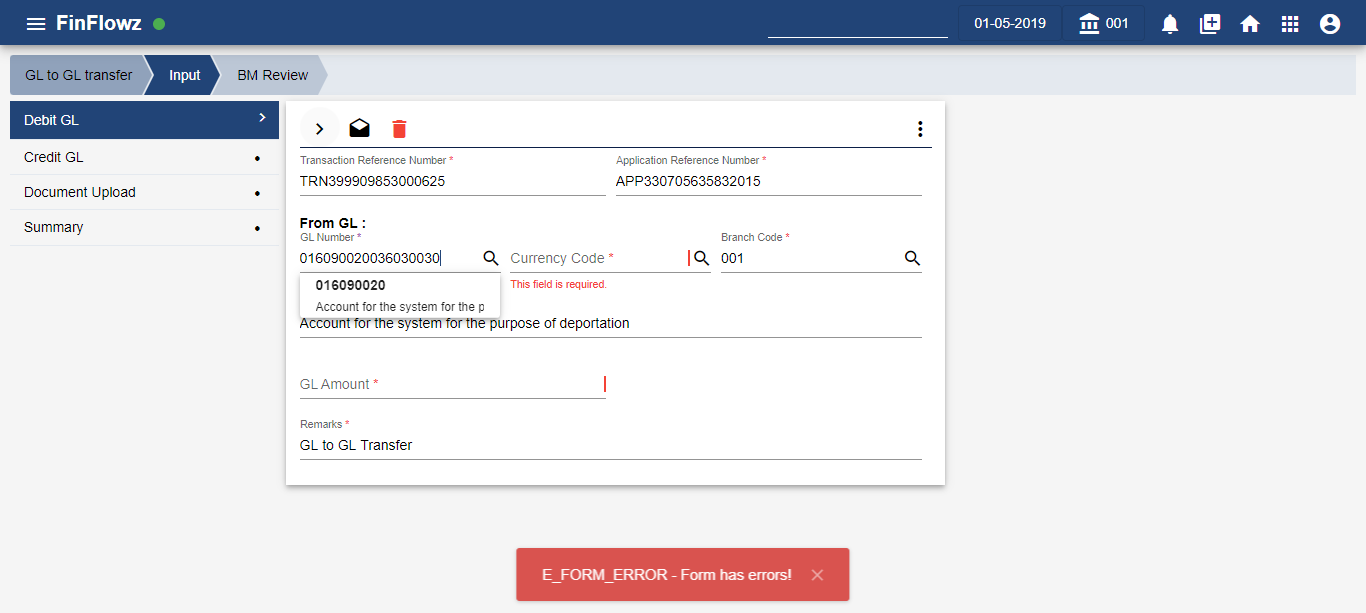 FinFlowz
01-05-2019
001
GL to GL transfer
Input
BM Review
Debit GL
Credit GL
Document Upload
Summary
Transaction Reference Number *
Application Reference Number *
TRN399909853000625
APP330705635832015
From GL :
GL Number *
Branch Code *
016090020036030030
Currency Code *
001
016090020
This field is required.
Account for the system for the p
Account for the system for the purpose of deportation
GL Amount *
Remarks *
GL to GL Transfer
E_FORM_ERROR - Form has errors!